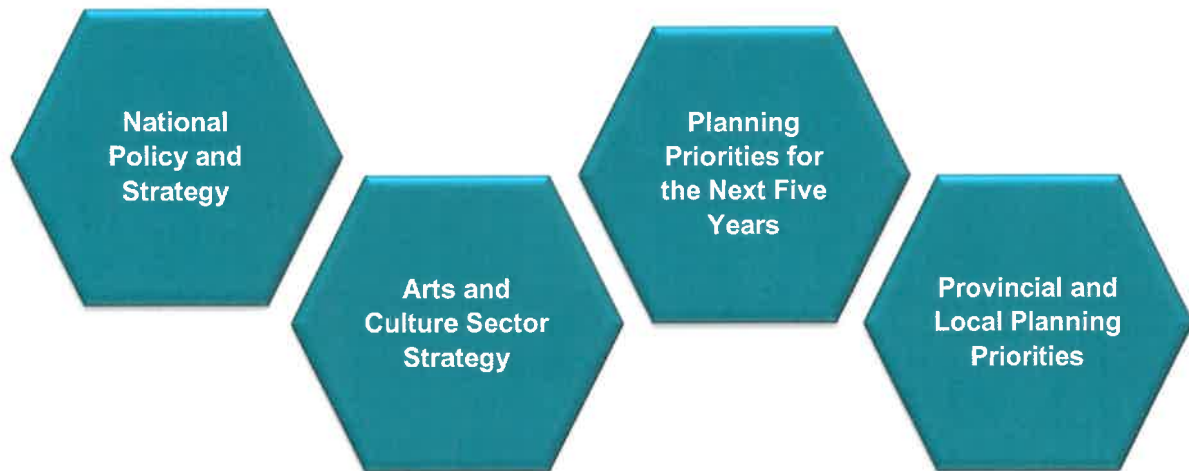 National
Policy and
Strategy
Arts and
Culture Sector
Strategy
Planning
Priorities for
the Next Five
Years
Provincial and
Local Planning
Priorities